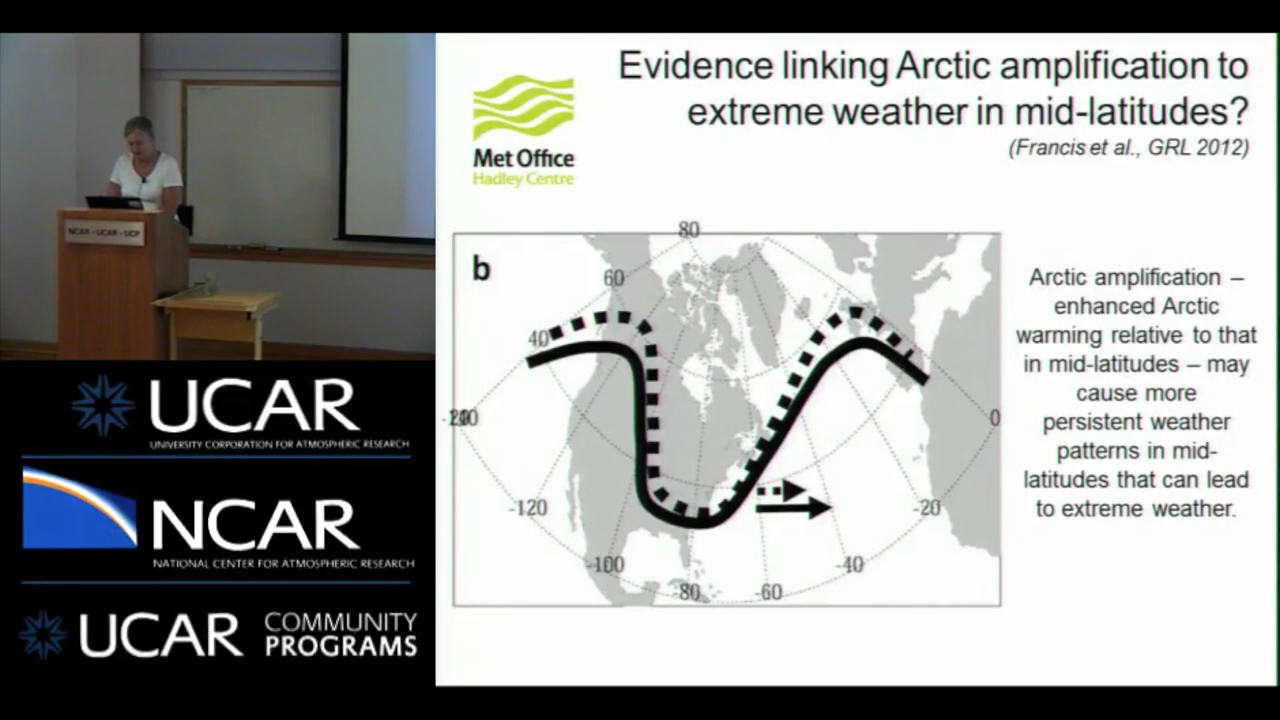 Evidence linking Arctic amplification to
extreme weather in mid-latitudes?
(Francis et al., GRL 2012)
Met Office
Hadley Centre
NCAR • UCAR • UCP
80
b
60
40
0
-120
-20
-100
-40
-80
-60
Arctic amplification –
enhanced Arctic
warming relative to that
in mid-latitudes – may
cause more
persistent weather
patterns in mid-
latitudes that can lead
to extreme weather.
UCAR
UNIVERSITY CORPORATION FOR ATMOSPHERIC RESEARCH
NCAR
NATIONAL CENTER FOR ATMOSPHERIC RESEARCH
UCAR COMMUNITY
PROGRAMS